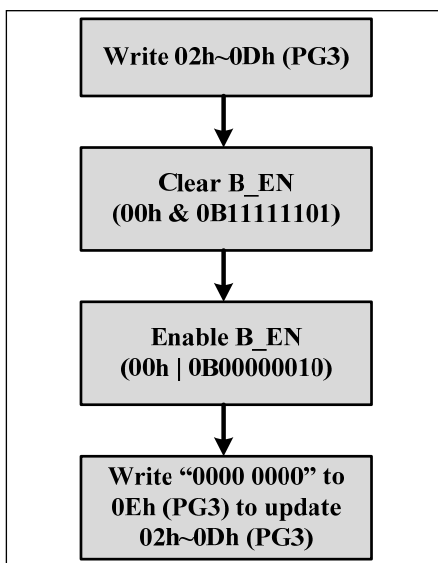 Write 02h~0Dh (PG3)
Clear B_EN
(00h & 0B11111101)
Enable B_EN
(00h | 0B00000010)
Write “0000 0000” to
0Eh (PG3) to update
02h~0Dh (PG3)